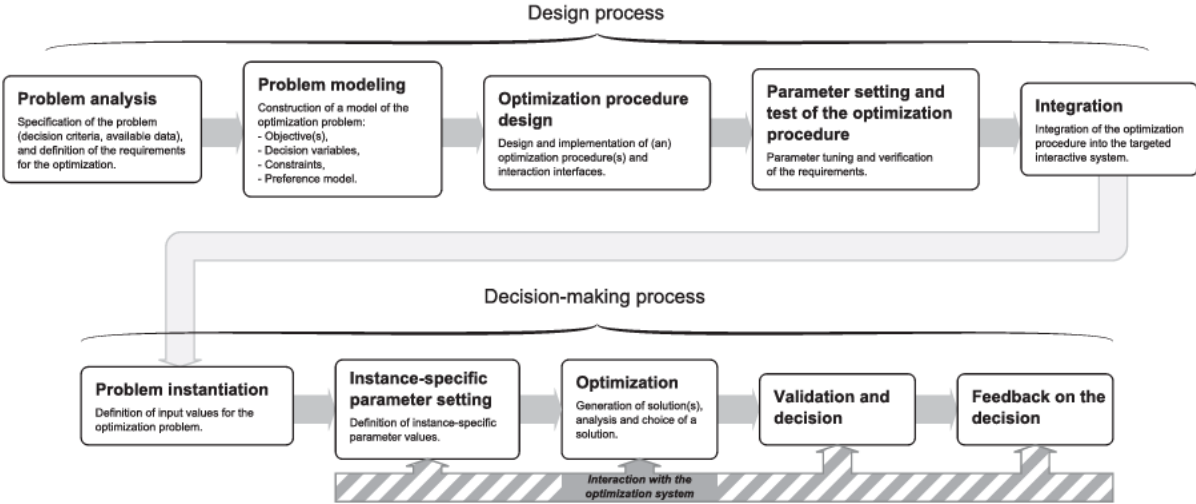 Design process
Problem analysis
Specification of the problem
(decision criteria, available data),
and definition of the requirements
for the optimization.
Problem modeling
Construction of a model of the
optimization problem:
- Objective(s),
- Decision variables,
- Constraints,
- Preference model.
Optimization procedure
design
Design and implementation of (an)
optimization procedure(s) and
interaction interfaces.
Parameter setting and
test of the optimization
procedure
Parameter tuning and verification
of the requirements.
Integration
Integration of the optimization
procedure into the targeted
interactive system.
Decision-making process
Problem instantiation
Definition of input values for the
optimization problem.
Instance-specific
parameter setting
Definition of instance-specific
parameter values.
Optimization
Generation of solution(s),
analysis and choice of a
solution.
Validation and
decision
Feedback on the
decision
Interaction with the
optimization system